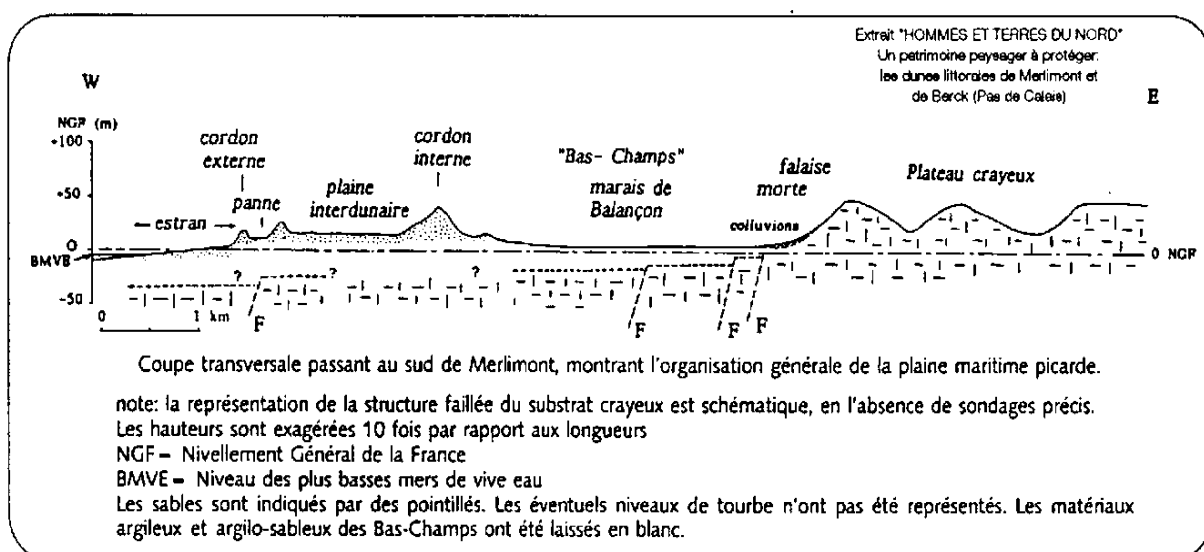 Extrait "HOMMES ET TERRES DU NORD"
Un patrimoine paysager à protéger:
les dunes littorales de Merlimont et
de Berck (Pas de Calais)
W
E
NGF (m)
+100
+50
0
BMVE
-50
cordon
externe
cordon
interne
"Bas-Champs"
marais de
Balançon
falaise
morte
Plateau crayeux
← estran →
panne
plaine
interdunaire
colluvions
0 NGF
?
?
?
F
F
F
F
0 1 km
Coupe transversale passant au sud de Merlimont, montrant l'organisation générale de la plaine maritime picarde.
note: la représentation de la structure faillée du substrat crayeux est schématique, en l'absence de sondages précis.
Les hauteurs sont exagérées 10 fois par rapport aux longueurs
NGF – Nivellement Général de la France
BMVE – Niveau des plus basses mers de vive eau
Les sables sont indiqués par des pointillés. Les éventuels niveaux de tourbe n'ont pas été représentés. Les matériaux
argileux et argilo-sableux des Bas-Champs ont été laissés en blanc.